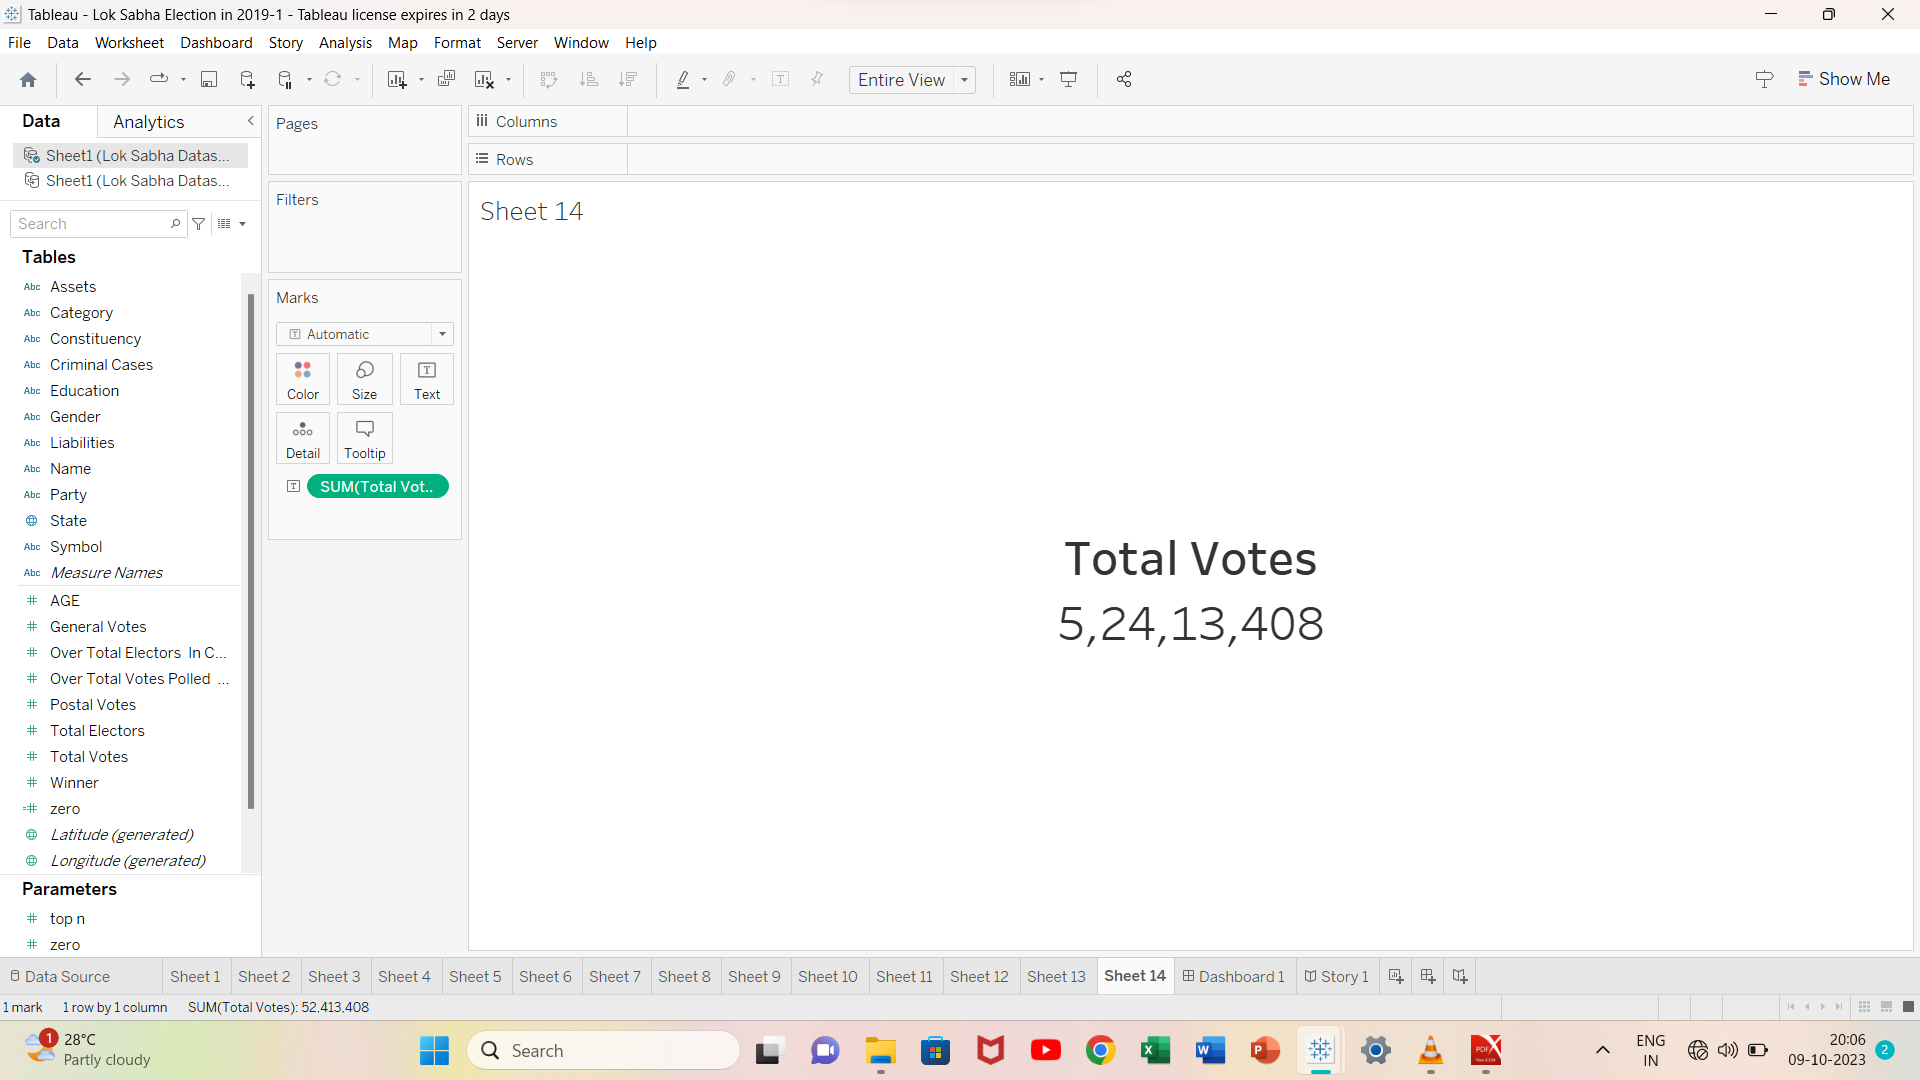 Tableau - Lok Sabha Election in 2019-1 - Tableau license expires in 2 days
File Data Worksheet Dashboard Story Analysis Map Format Server Window Help
Entire View
Show Me
Data Analytics
Sheet1 (Lok Sabha Datas...
Sheet1 (Lok Sabha Datas...
Search
Tables
Abc Assets
Abc Category
Abc Constituency
Abc Criminal Cases
Abc Education
Abc Gender
Abc Liabilities
Abc Name
Abc Party
State
Abc Symbol
Abc Measure Names
# AGE
# General Votes
# Over Total Electors In C...
# Over Total Votes Polled ...
# Postal Votes
# Total Electors
# Total Votes
# Winner
=# zero
Latitude (generated)
Longitude (generated)
Parameters
# top n
# zero
Pages
Filters
Marks
T Automatic
Color Size T Text
Detail Tooltip
T SUM(Total Vot..
Columns
Rows
Sheet 14
Total Votes
5,24,13,408
Data Source Sheet 1 Sheet 2 Sheet 3 Sheet 4 Sheet 5 Sheet 6 Sheet 7 Sheet 8 Sheet 9 Sheet 10 Sheet 11 Sheet 12 Sheet 13 Sheet 14 Dashboard 1 Story 1
1 mark 1 row by 1 column SUM(Total Votes): 52,413,408
1 28°C
Partly cloudy
Search
PDF X
ENG
IN
20:06
09-10-2023
2